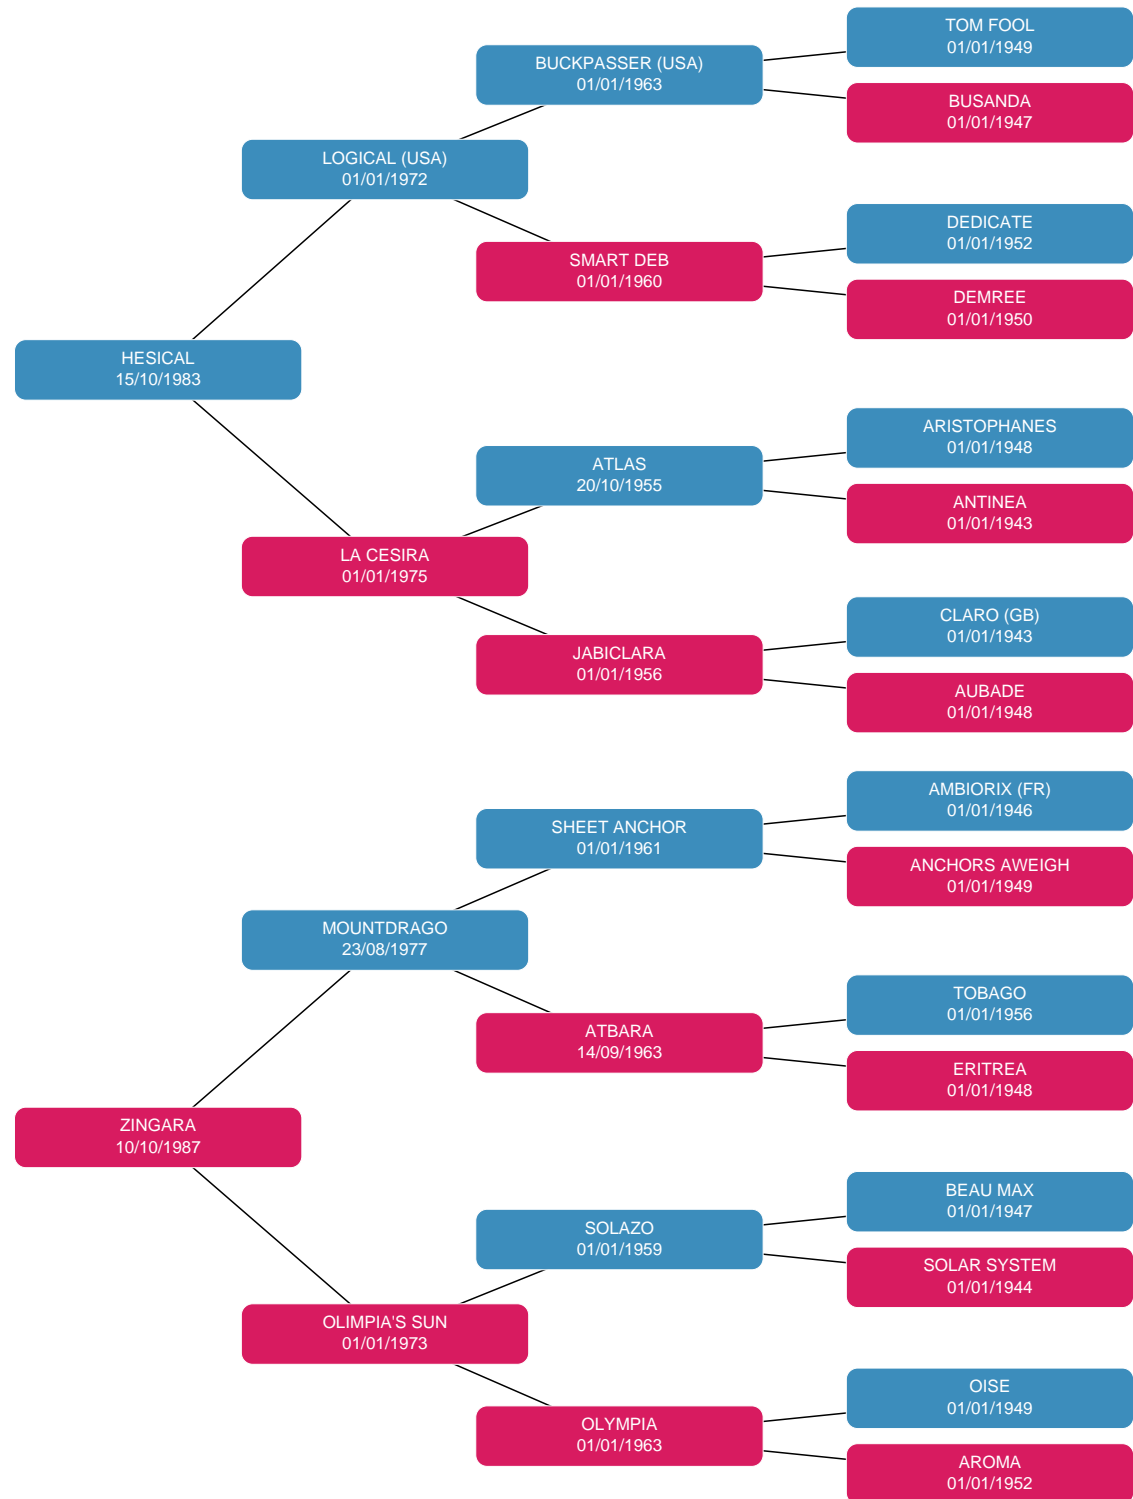 TOM FOOL
01/01/1949
BUCKPASSER (USA)
01/01/1963
BUSANDA
01/01/1947
LOGICAL (USA)
01/01/1972
DEDICATE
01/01/1952
SMART DEB
01/01/1960
DEMREE
01/01/1950
HESICAL
15/10/1983
ARISTOPHANES
01/01/1948
ATLAS
20/10/1955
ANTINEA
01/01/1943
LA CESIRA
01/01/1975
CLARO (GB)
01/01/1943
JABICLARA
01/01/1956
AUBADE
01/01/1948
AMBIORIX (FR)
01/01/1946
SHEET ANCHOR
01/01/1961
ANCHORS AWEIGH
01/01/1949
MOUNTDRAGO
23/08/1977
TOBAGO
01/01/1956
ATBARA
14/09/1963
ERITREA
01/01/1948
ZINGARA
10/10/1987
BEAU MAX
01/01/1947
SOLAZO
01/01/1959
SOLAR SYSTEM
01/01/1944
OLIMPIA'S SUN
01/01/1973
OISE
01/01/1949
OLYMPIA
01/01/1963
AROMA
01/01/1952